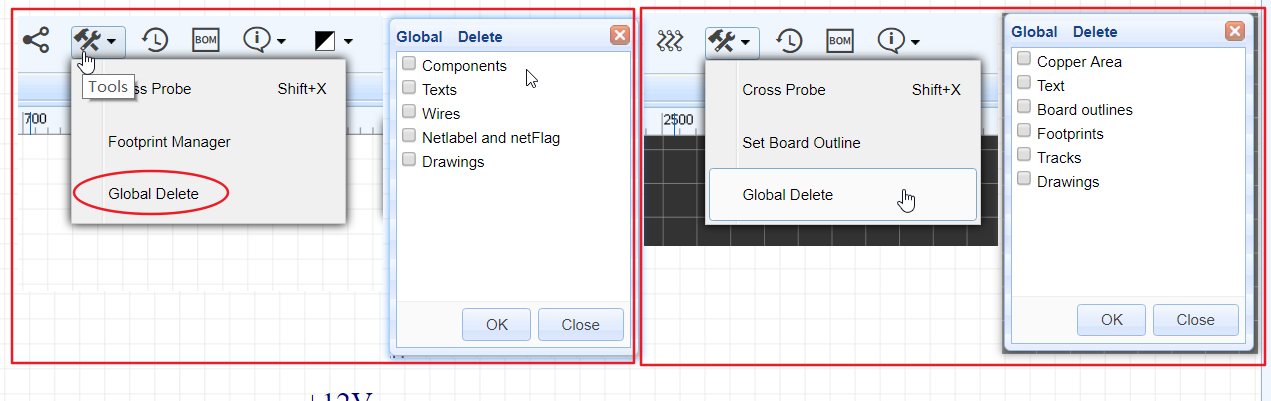 BOM
Tools
ss Probe Shift+X
Footprint Manager
Global Delete
700
Global Delete
Components
Texts
Wires
Netlabel and netFlag
Drawings
OK Close
BOM
Cross Probe Shift+X
Set Board Outline
Global Delete
2500
Global Delete
Copper Area
Text
Board outlines
Footprints
Tracks
Drawings
OK Close
+12V